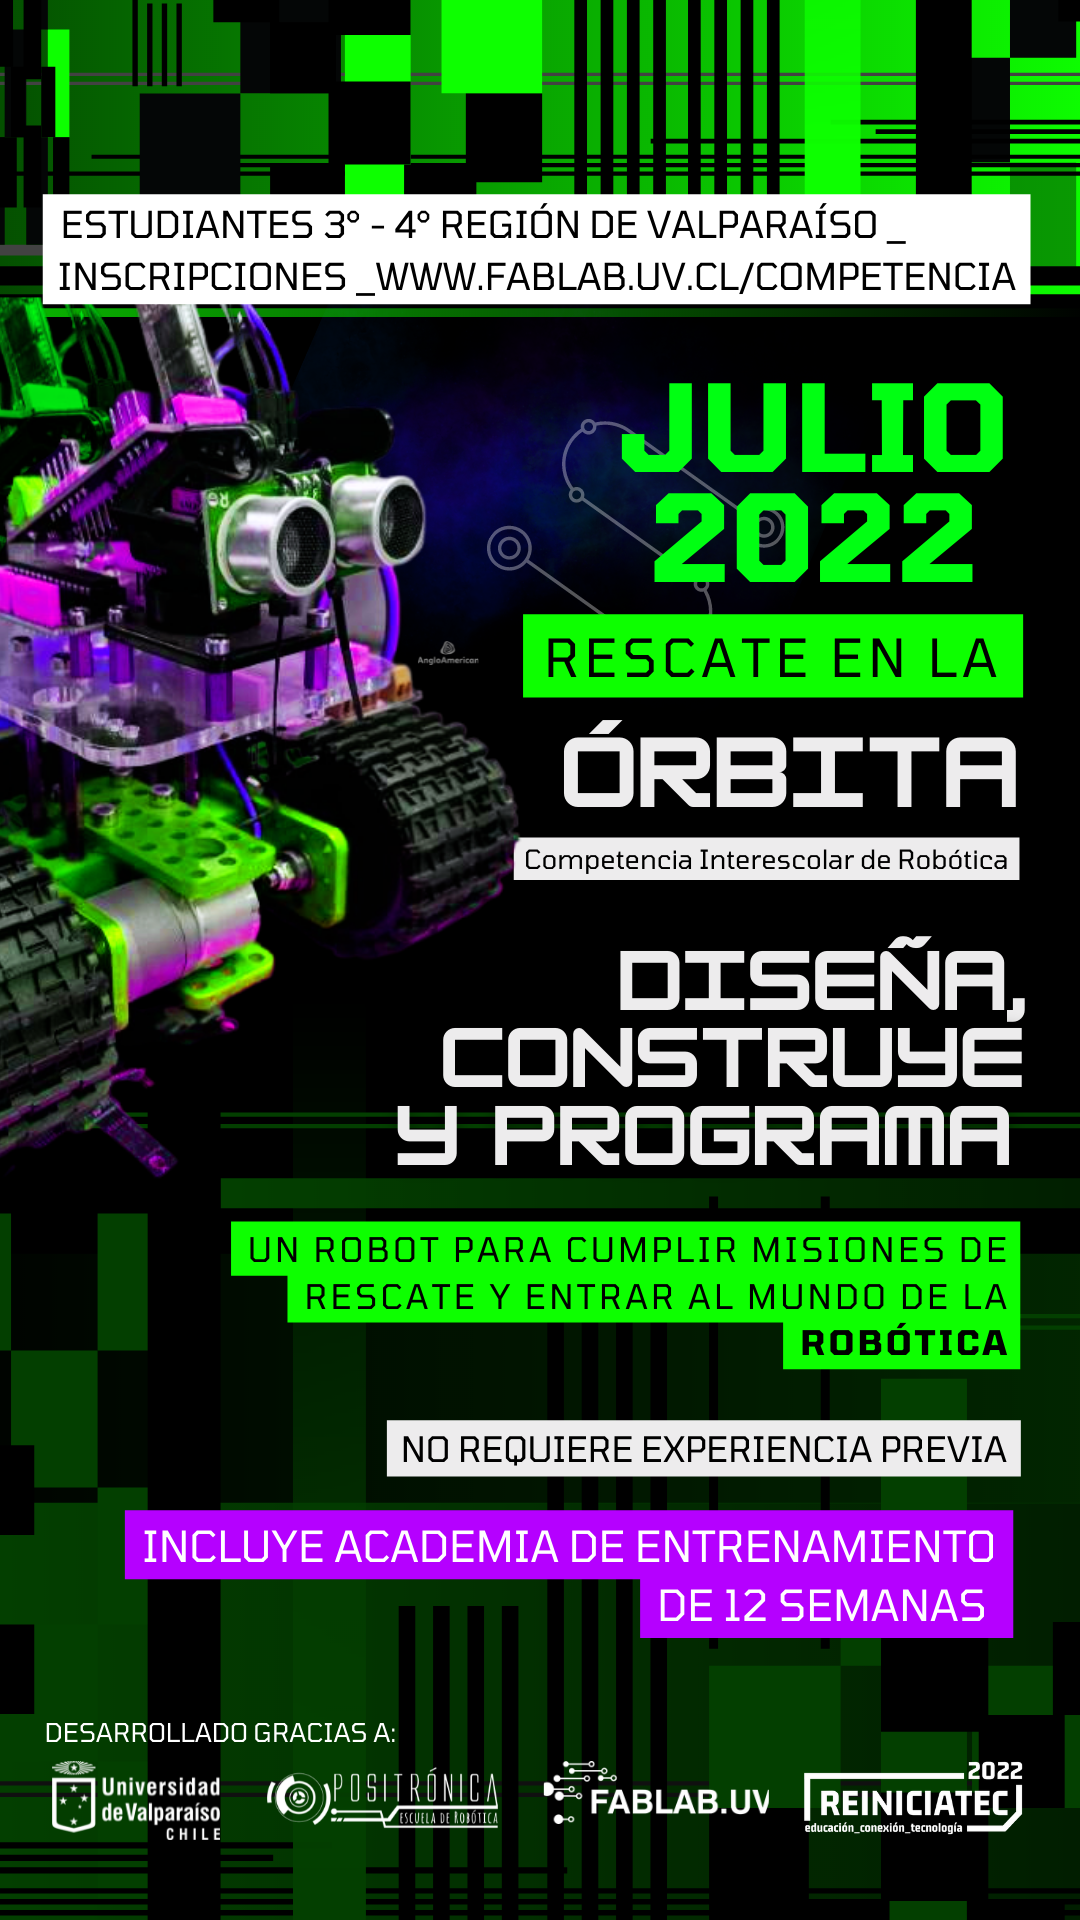 ESTUDIANTES 3° - 4° REGIÓN DE VALPARAÍSO _
INSCRIPCIONES _WWW.FABLAB.UV.CL/COMPETENCIA
JULIO
2022
RESCATE EN LA
ÓRBITA
Competencia Interescolar de Robótica
AngloAmerican
DISEÑA,
CONSTRUYE
Y PROGRAMA
UN ROBOT PARA CUMPLIR MISIONES DE
RESCATE Y ENTRAR AL MUNDO DE LA
ROBÓTICA
NO REQUIERE EXPERIENCIA PREVIA
INCLUYE ACADEMIA DE ENTRENAMIENTO
DE 12 SEMANAS
DESARROLLADO GRACIAS A:
Universidad
de Valparaíso
CHILE
POSITRÓNICA
ESCUELA DE ROBÓTICA
FABLAB.UV
2022
REINICIATEC
educación_conexión_tecnología